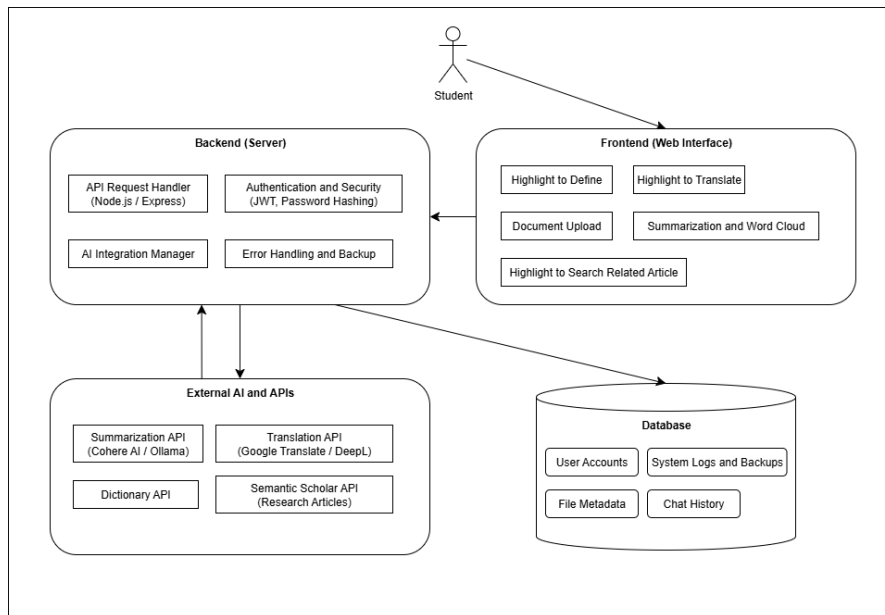 Student
Backend (Server)
API Request Handler
(Node.js / Express)
Authentication and Security
(JWT, Password Hashing)
AI Integration Manager
Error Handling and Backup
Frontend (Web Interface)
Highlight to Define
Highlight to Translate
Document Upload
Summarization and Word Cloud
Highlight to Search Related Article
External AI and APIs
Summarization API
(Cohere AI / Ollama)
Translation API
(Google Translate / DeepL)
Dictionary API
Semantic Scholar API
(Research Articles)
Database
User Accounts
System Logs and Backups
File Metadata
Chat History